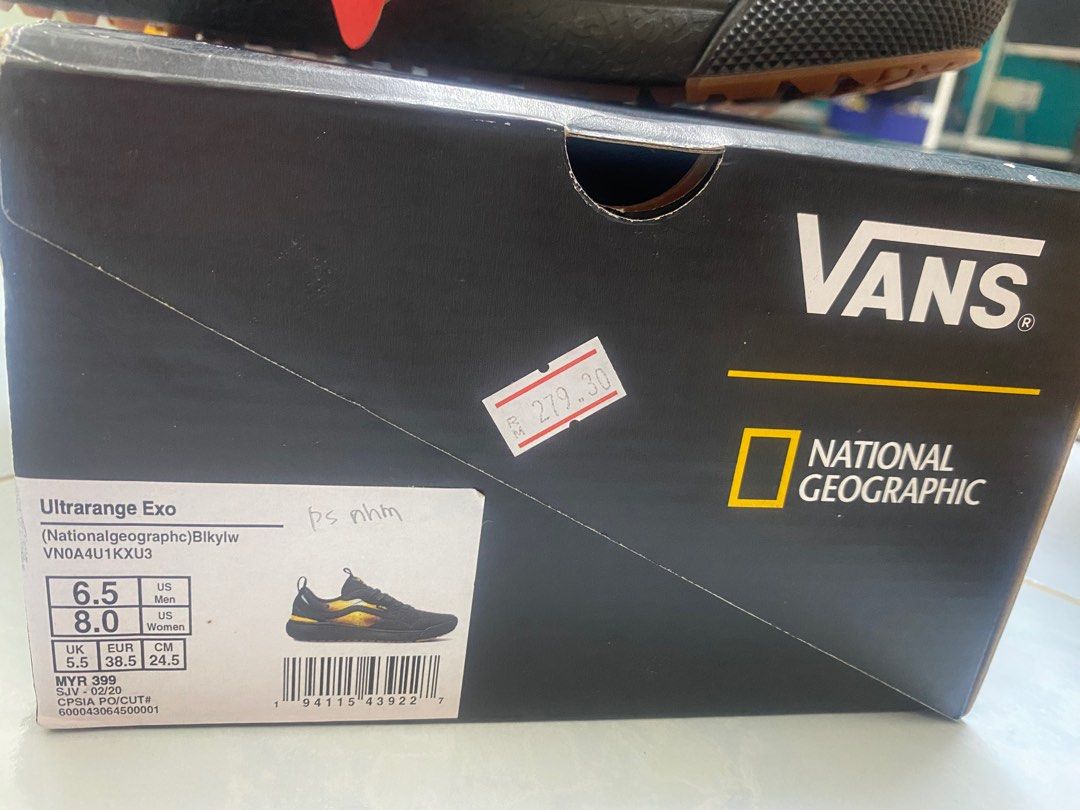 VANS®
NATIONAL
GEOGRAPHIC
RM 279.30
Ultrarange Exo
ps nhm
(Nationalgeographc)Blkylw
VN0A4U1KXU3
6.5 US Men
8.0 US Women
UK 5.5 EUR 38.5 CM 24.5
MYR 399
SJV - 02/20
CPSIA PO/CUT#
600043064500001
1 94115 43922 7